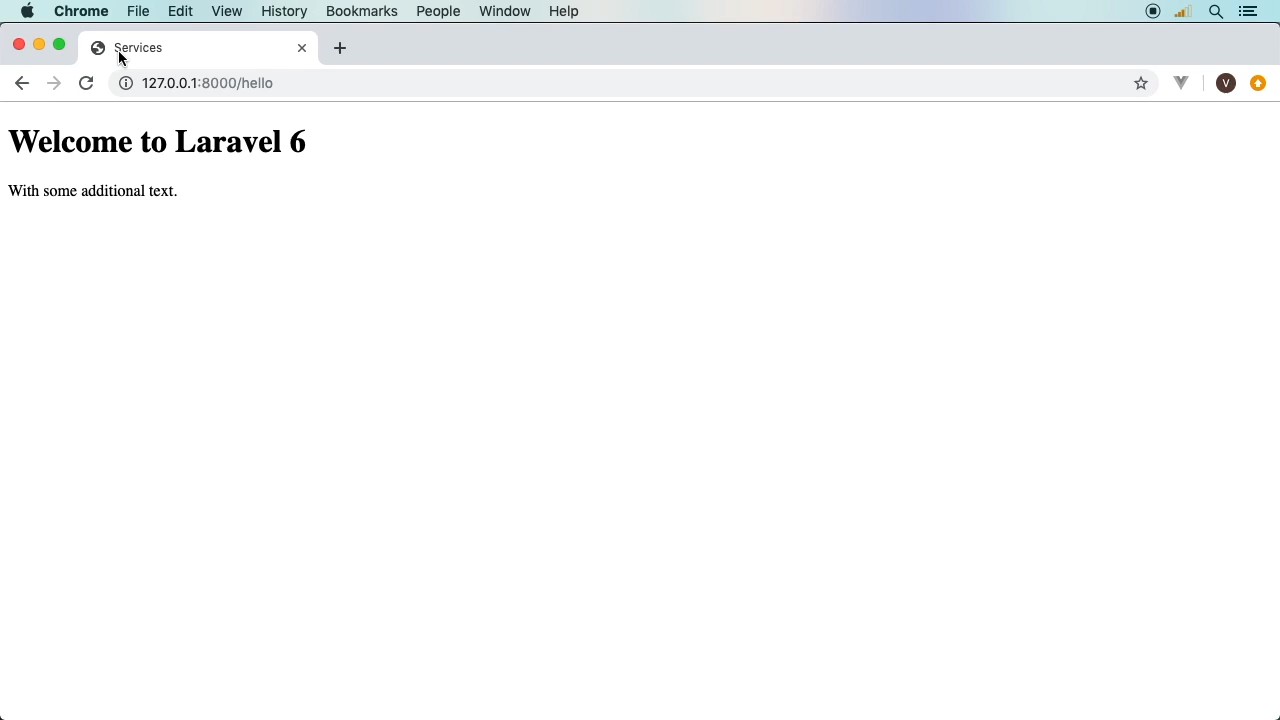 Chrome File Edit View History Bookmarks People Window Help
Services
127.0.0.1:8000/hello
V
Welcome to Laravel 6
With some additional text.